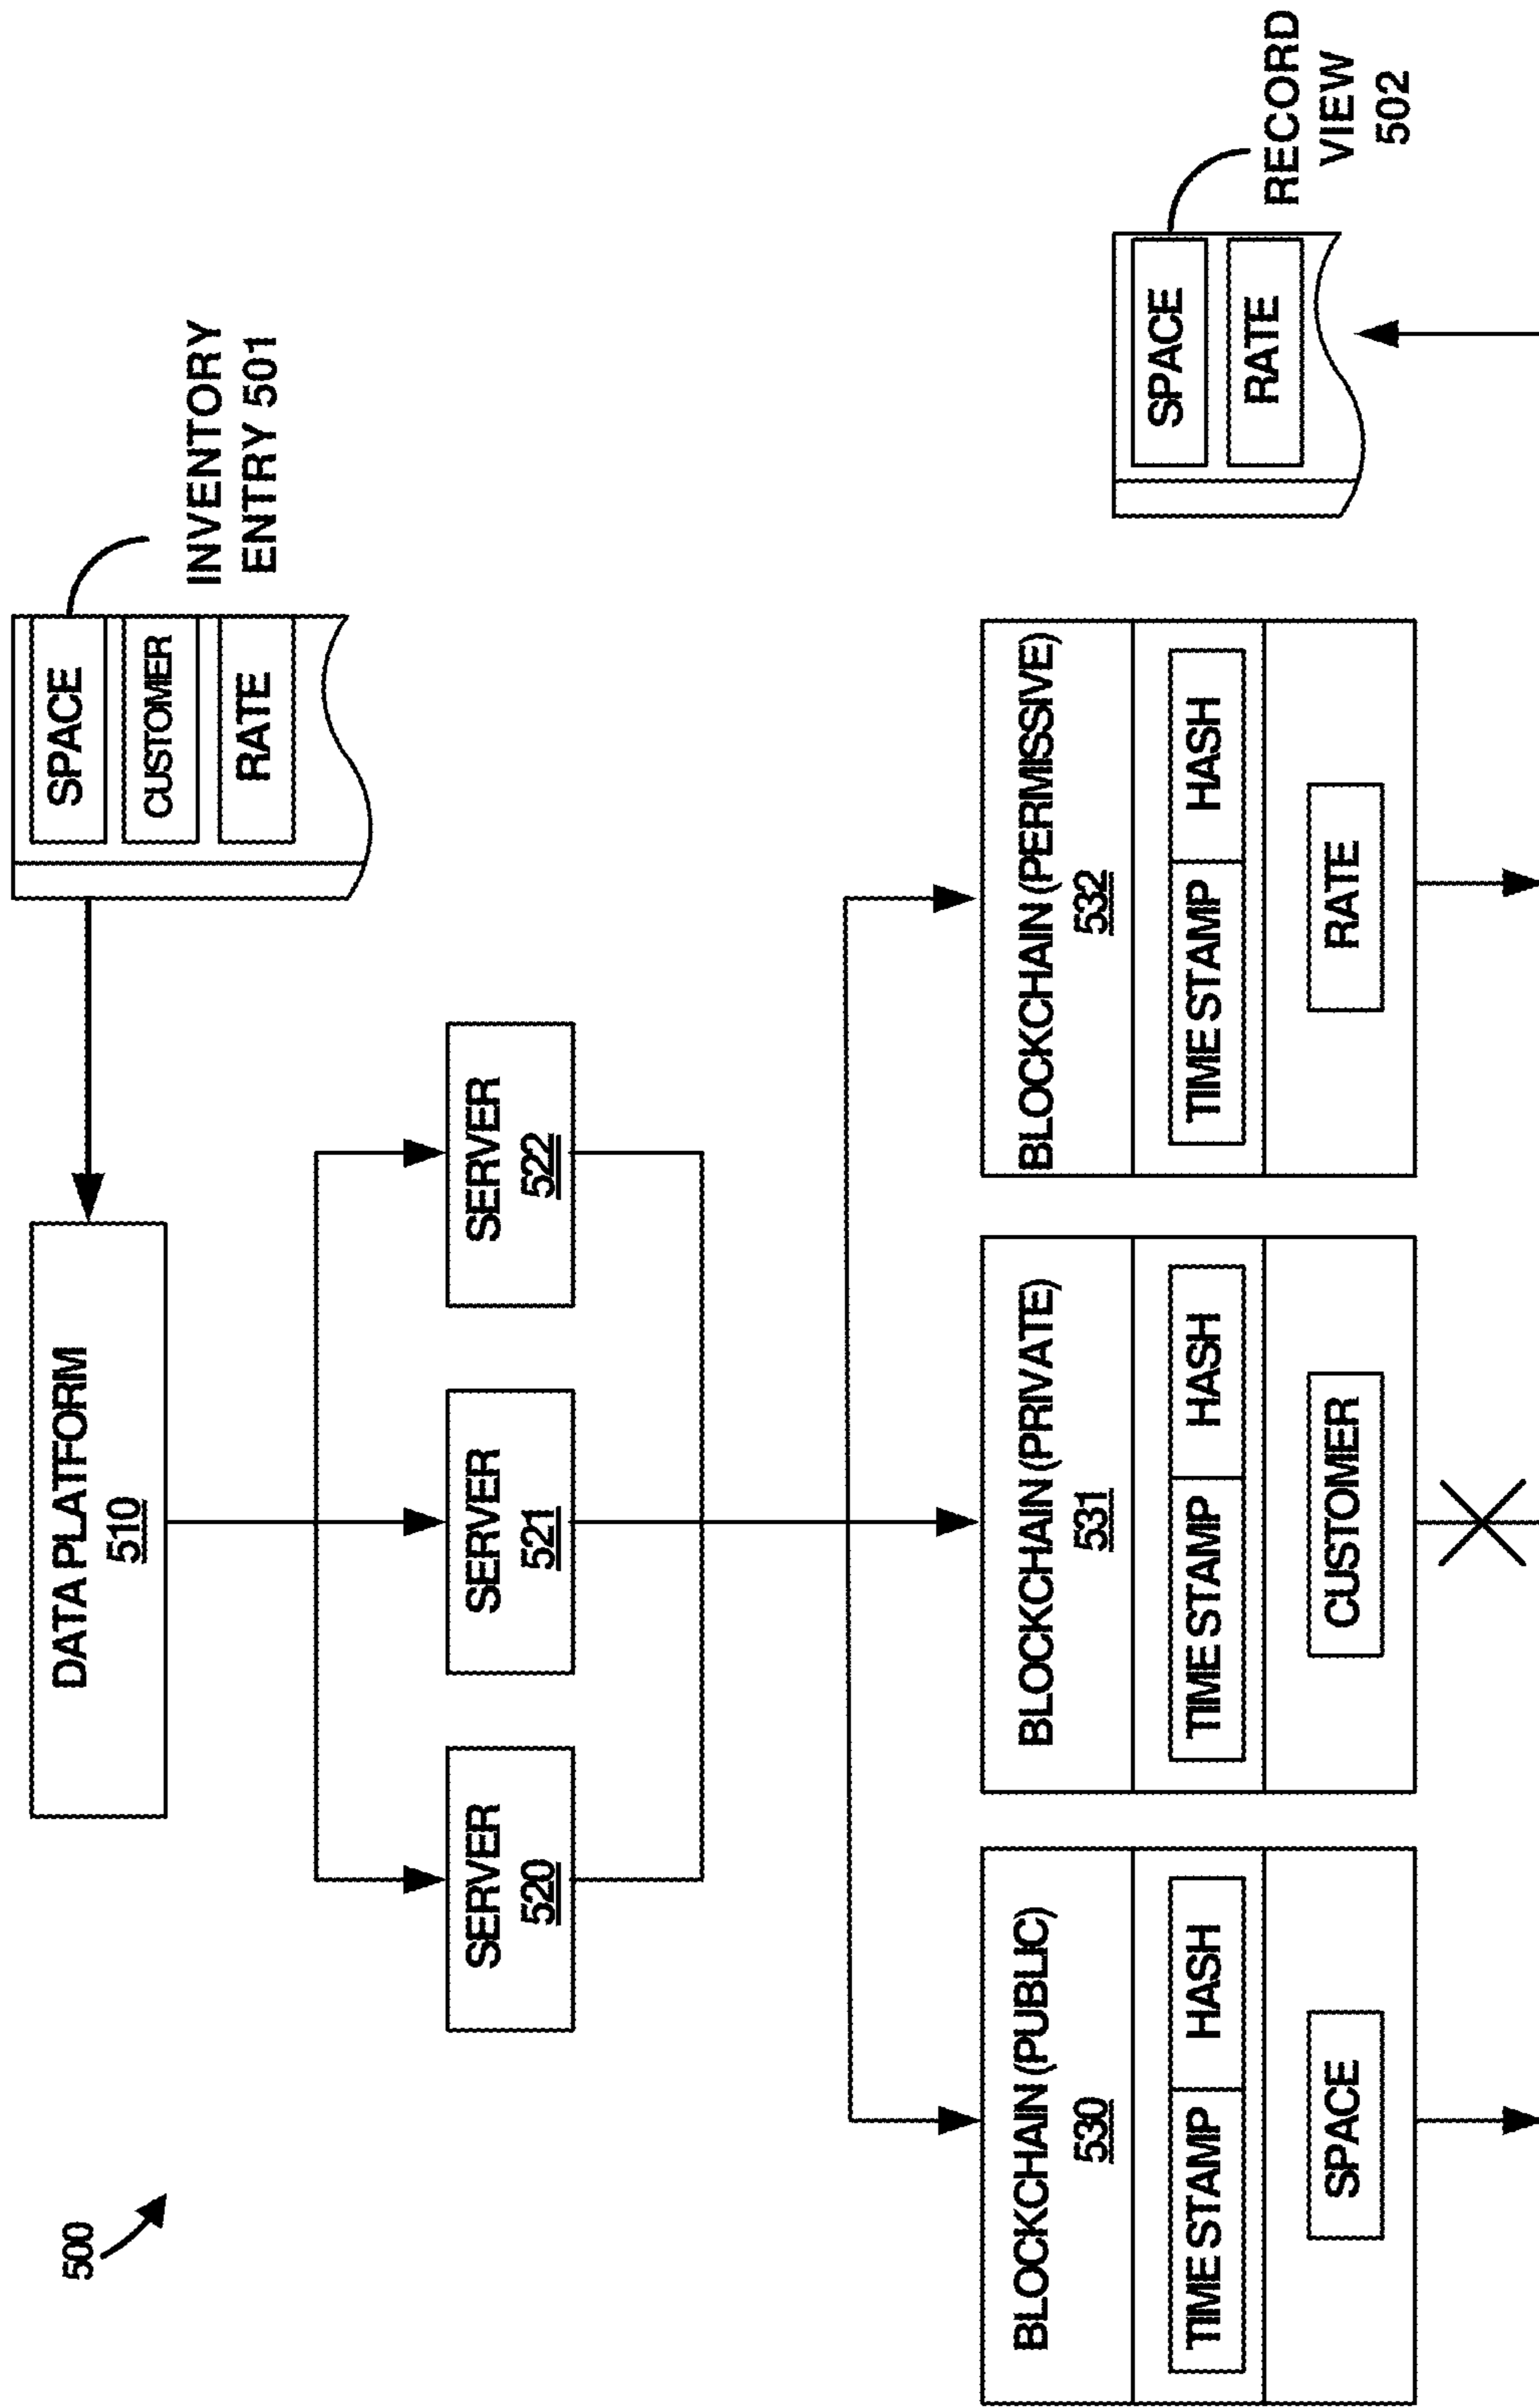 500
DATA PLATFORM
510
SPACE
CUSTOMER
RATE
INVENTORY
ENTRY 501
SERVER
520
SERVER
521
SERVER
522
BLOCKCHAIN (PUBLIC)
530
TIME STAMP
HASH
SPACE
BLOCKCHAIN (PRIVATE)
531
TIME STAMP
HASH
CUSTOMER
BLOCKCHAIN (PERMISSIVE)
532
TIME STAMP
HASH
RATE
SPACE
RATE
RECORD
VIEW
502